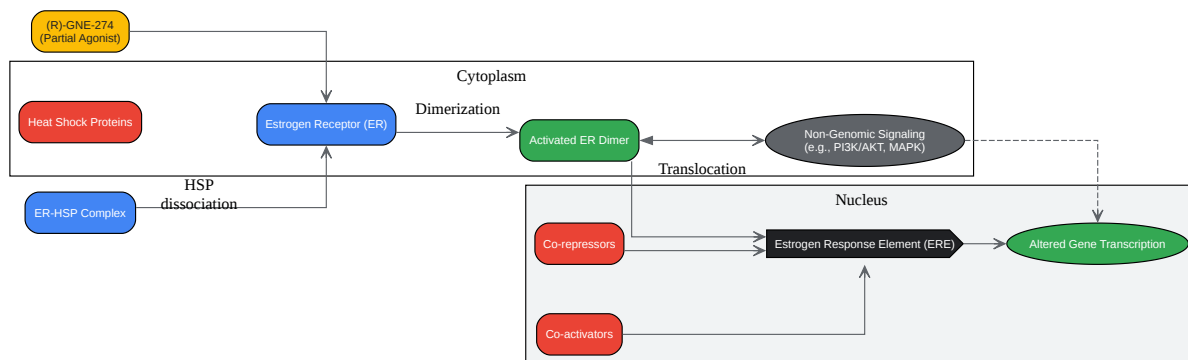 (R)-GNE-274
(Partial Agonist)
Cytoplasm
Heat Shock Proteins
Estrogen Receptor (ER)
Dimerization
Activated ER Dimer
Non-Genomic Signaling
(e.g., PI3K/AKT, MAPK)
Translocation
HSP
dissociation
ER-HSP Complex
Nucleus
Co-repressors
Estrogen Response Element (ERE)
Altered Gene Transcription
Co-activators